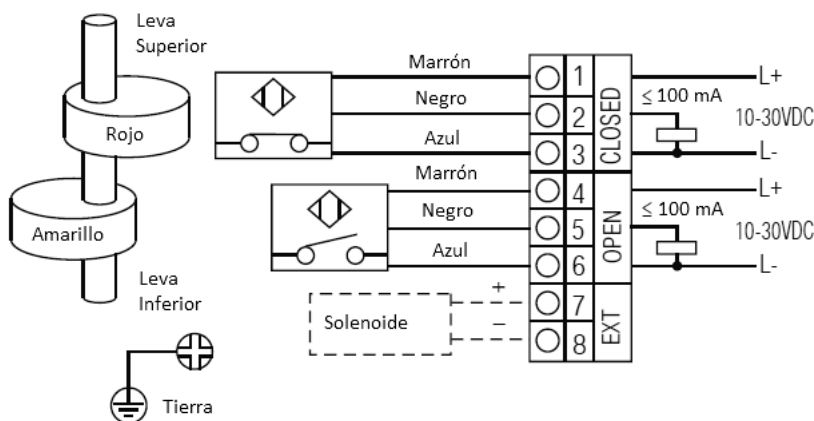 Leva
Superior
Rojo
Amarillo
Leva
Inferior
Tierra
Marrón
Negro
Azul
Marrón
Negro
Azul
Solenoide
+
−
1
2
3
4
5
6
7
8
CLOSED
OPEN
EXT
L+
≤ 100 mA
10-30VDC
L-
L+
≤ 100 mA
10-30VDC
L-